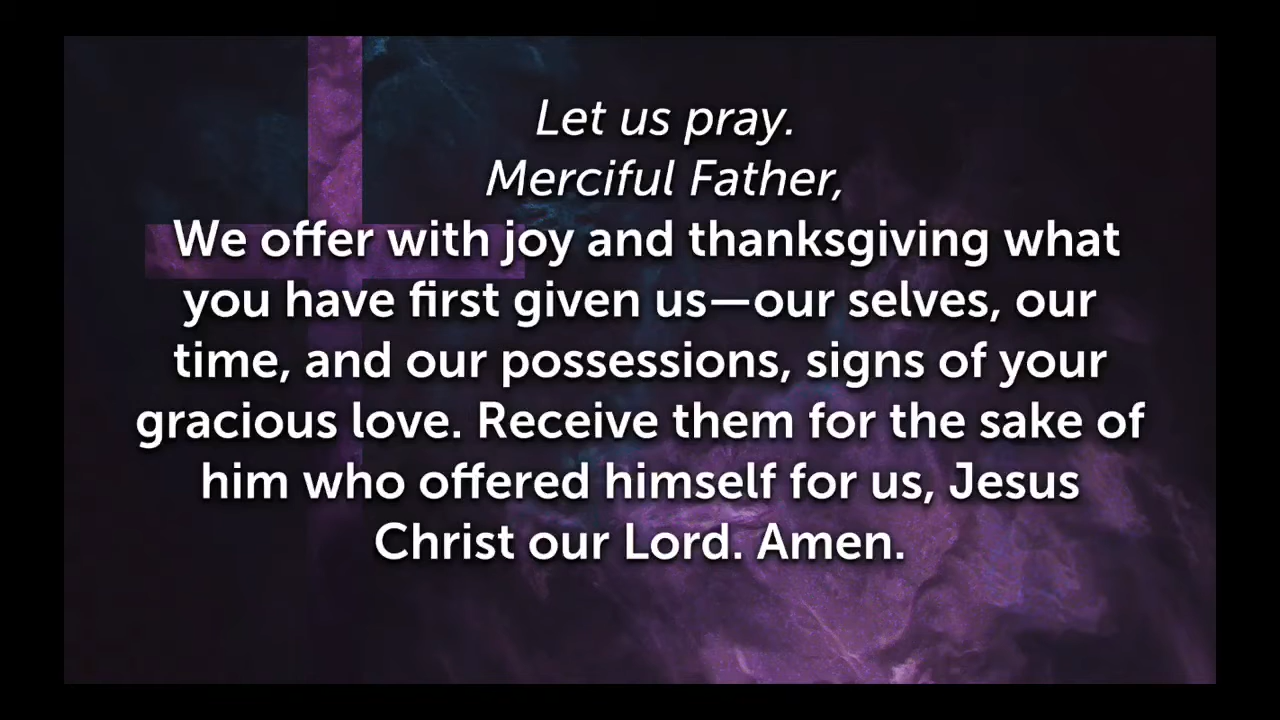 Let us pray.
Merciful Father,
We offer with joy and thanksgiving what
you have first given us—our selves, our
time, and our possessions, signs of your
gracious love. Receive them for the sake of
him who offered himself for us, Jesus
Christ our Lord. Amen.